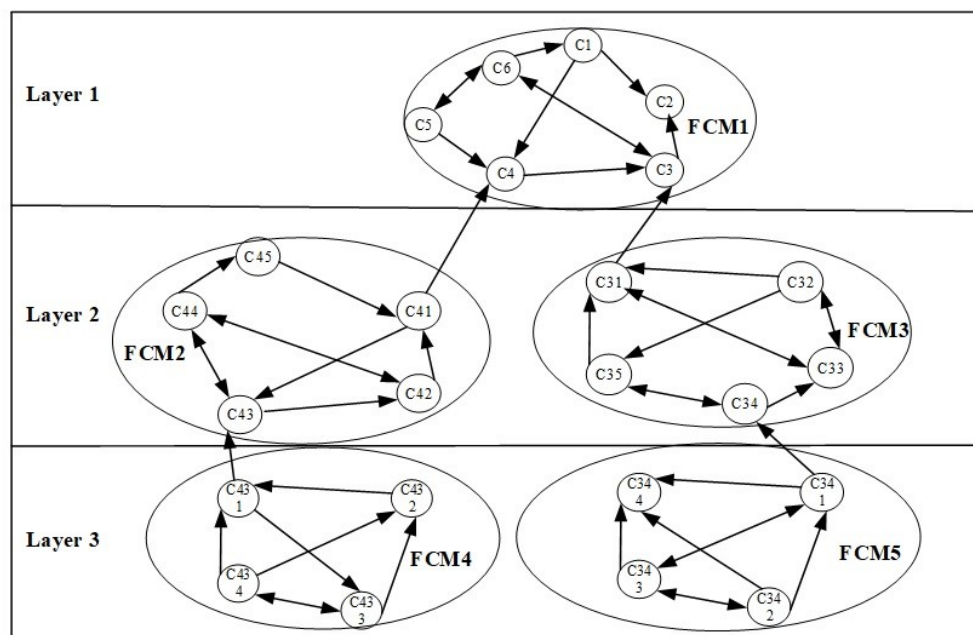 Layer 1
C1
C6
C2
C5
FCM1
C4
C3
Layer 2
C45
C44
C41
FCM2
C42
C43
C31
C32
FCM3
C33
C35
C34
Layer 3
C43
1
C43
2
C43
4
C43
3
FCM4
C34
4
C34
1
C34
3
C34
2
FCM5